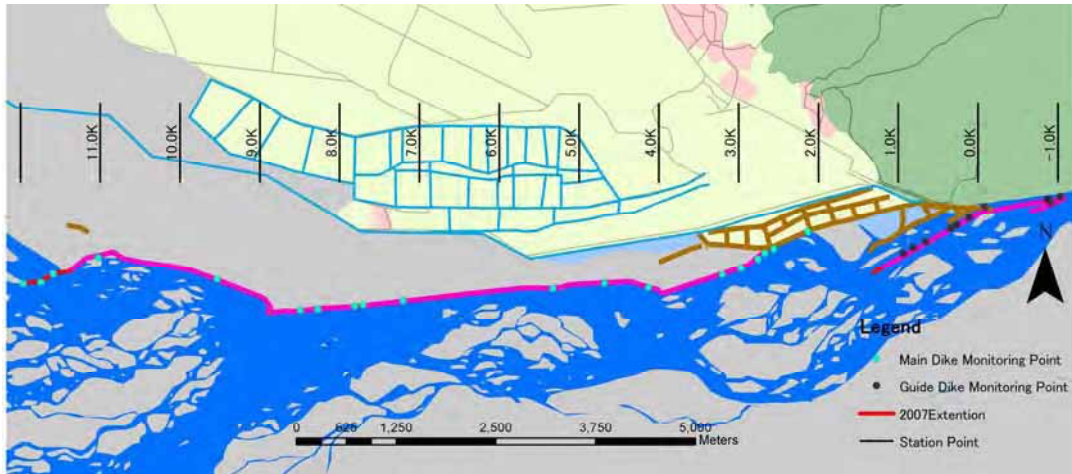 11.0K
10.0K
9.0K
8.0K
7.0K
6.0K
5.0K
4.0K
3.0K
2.0K
1.0K
0.00K
-1.0K
N
Legend
Main Dike Monitoring Point
Guide Dike Monitoring Point
2007Extention
Station Point
0 625 1,250 2,500 3,750 5,000
Meters